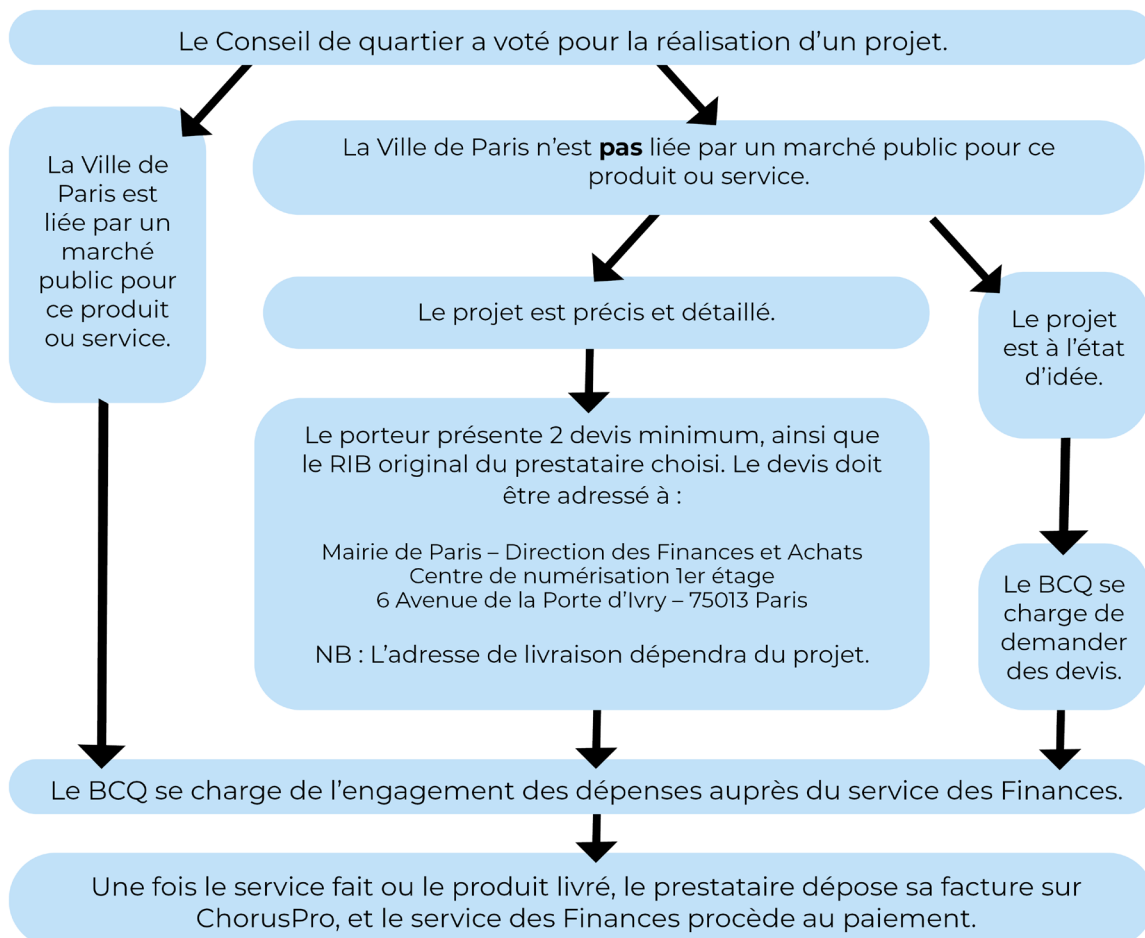 Le Conseil de quartier a voté pour la réalisation d’un projet.
La Ville de
Paris est
liée par un
marché
public pour
ce produit
ou service.
La Ville de Paris n’est pas liée par un marché public pour ce
produit ou service.
Le projet est précis et détaillé.
Le projet
est à l’état
d’idée.
Le porteur présente 2 devis minimum, ainsi que
le RIB original du prestataire choisi. Le devis doit
être adressé à :
Mairie de Paris – Direction des Finances et Achats
Centre de numérisation 1er étage
6 Avenue de la Porte d’Ivry – 75013 Paris
NB : L’adresse de livraison dépendra du projet.
Le BCQ se
charge de
demander
des devis.
Le BCQ se charge de l’engagement des dépenses auprès du service des Finances.
Une fois le service fait ou le produit livré, le prestataire dépose sa facture sur
ChorusPro, et le service des Finances procède au paiement.